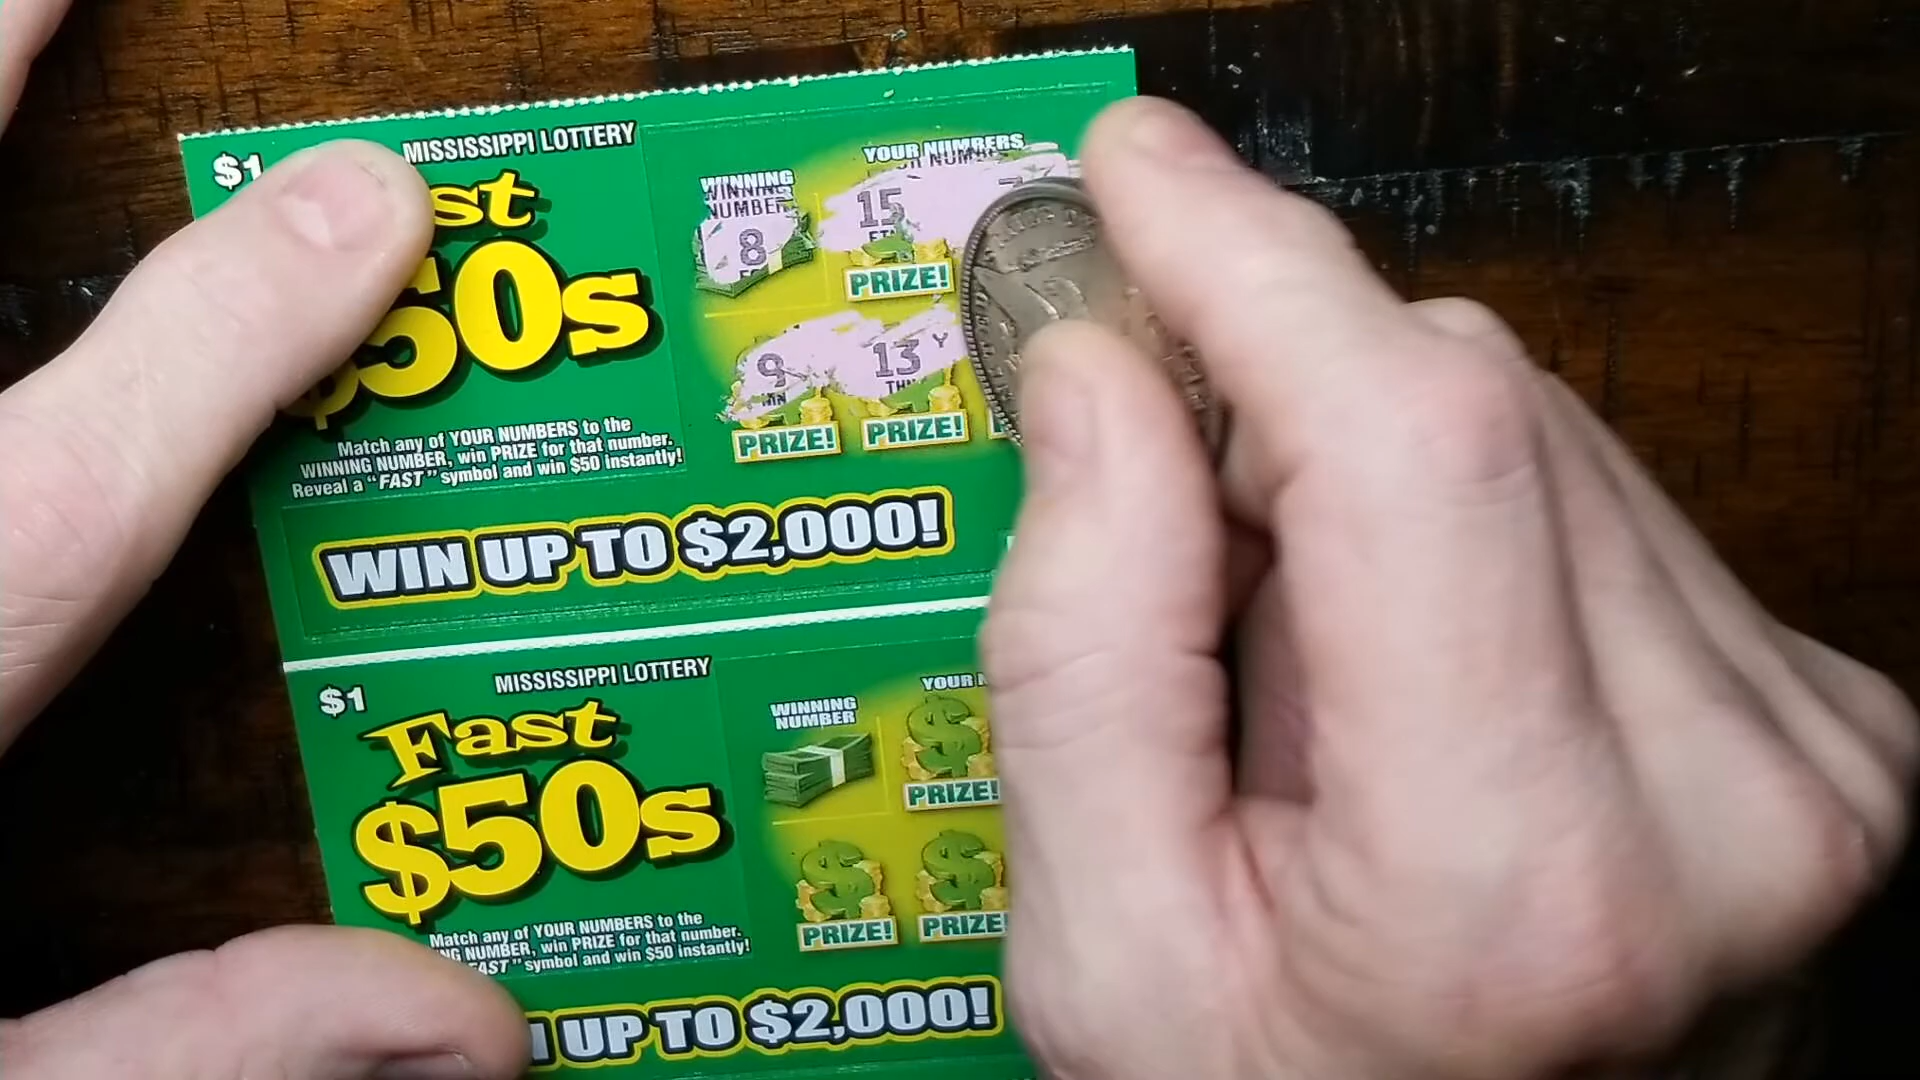 $1
MISSISSIPPI LOTTERY
$50s
Match any of YOUR NUMBERS to the
WINNING NUMBER, win PRIZE for that number.
Reveal a "FAST" symbol and win $50 instantly!
WINNING
WINNING
NUMBER
8
YOUR NUMBERS
15
PRIZE!
9
PRIZE!
13
PRIZE!
WIN UP TO $2,000!
$1
MISSISSIPPI LOTTERY
Fast
$50s
Match any of YOUR NUMBERS to the
NUMBER, win PRIZE for that number.
symbol and win $50 instantly!
WINNING
NUMBER
YOUR
PRIZE!
PRIZE!
PRIZE!
UP TO $2,000!